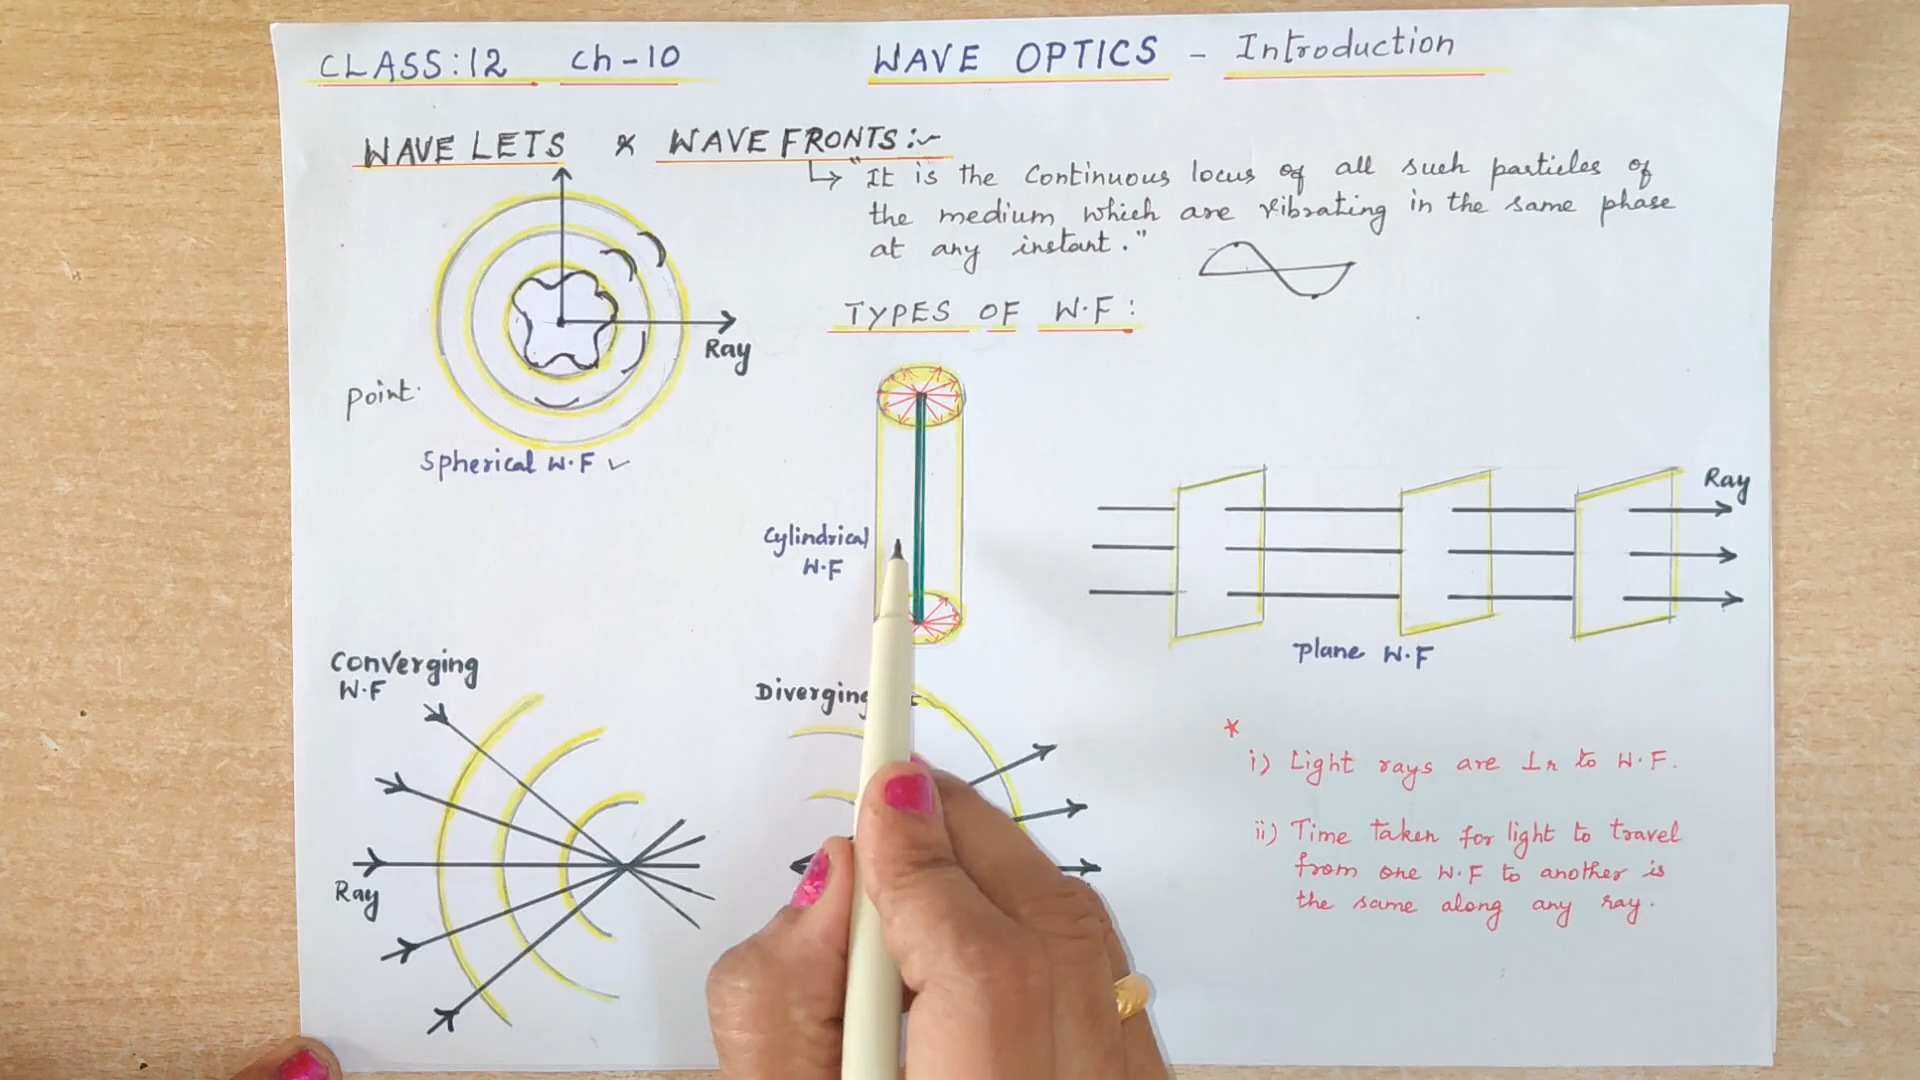 CLASS: 12 Ch-10 WAVE OPTICS - Introduction
WAVE LETS & WAVE FRONTS:-
"It is the continuous locus of all such particles of
the medium which are vibrating in the same phase
at any instant."
TYPES OF W.F:
Ray
point.
Spherical W.F ✓
Cylindrical
W.F
Ray
plane W.F
Converging
W.F
Ray
Diverging
*
i) Light rays are ⊥r to W.F.
ii) Time taken for light to travel
from one W.F to another is
the same along any ray.